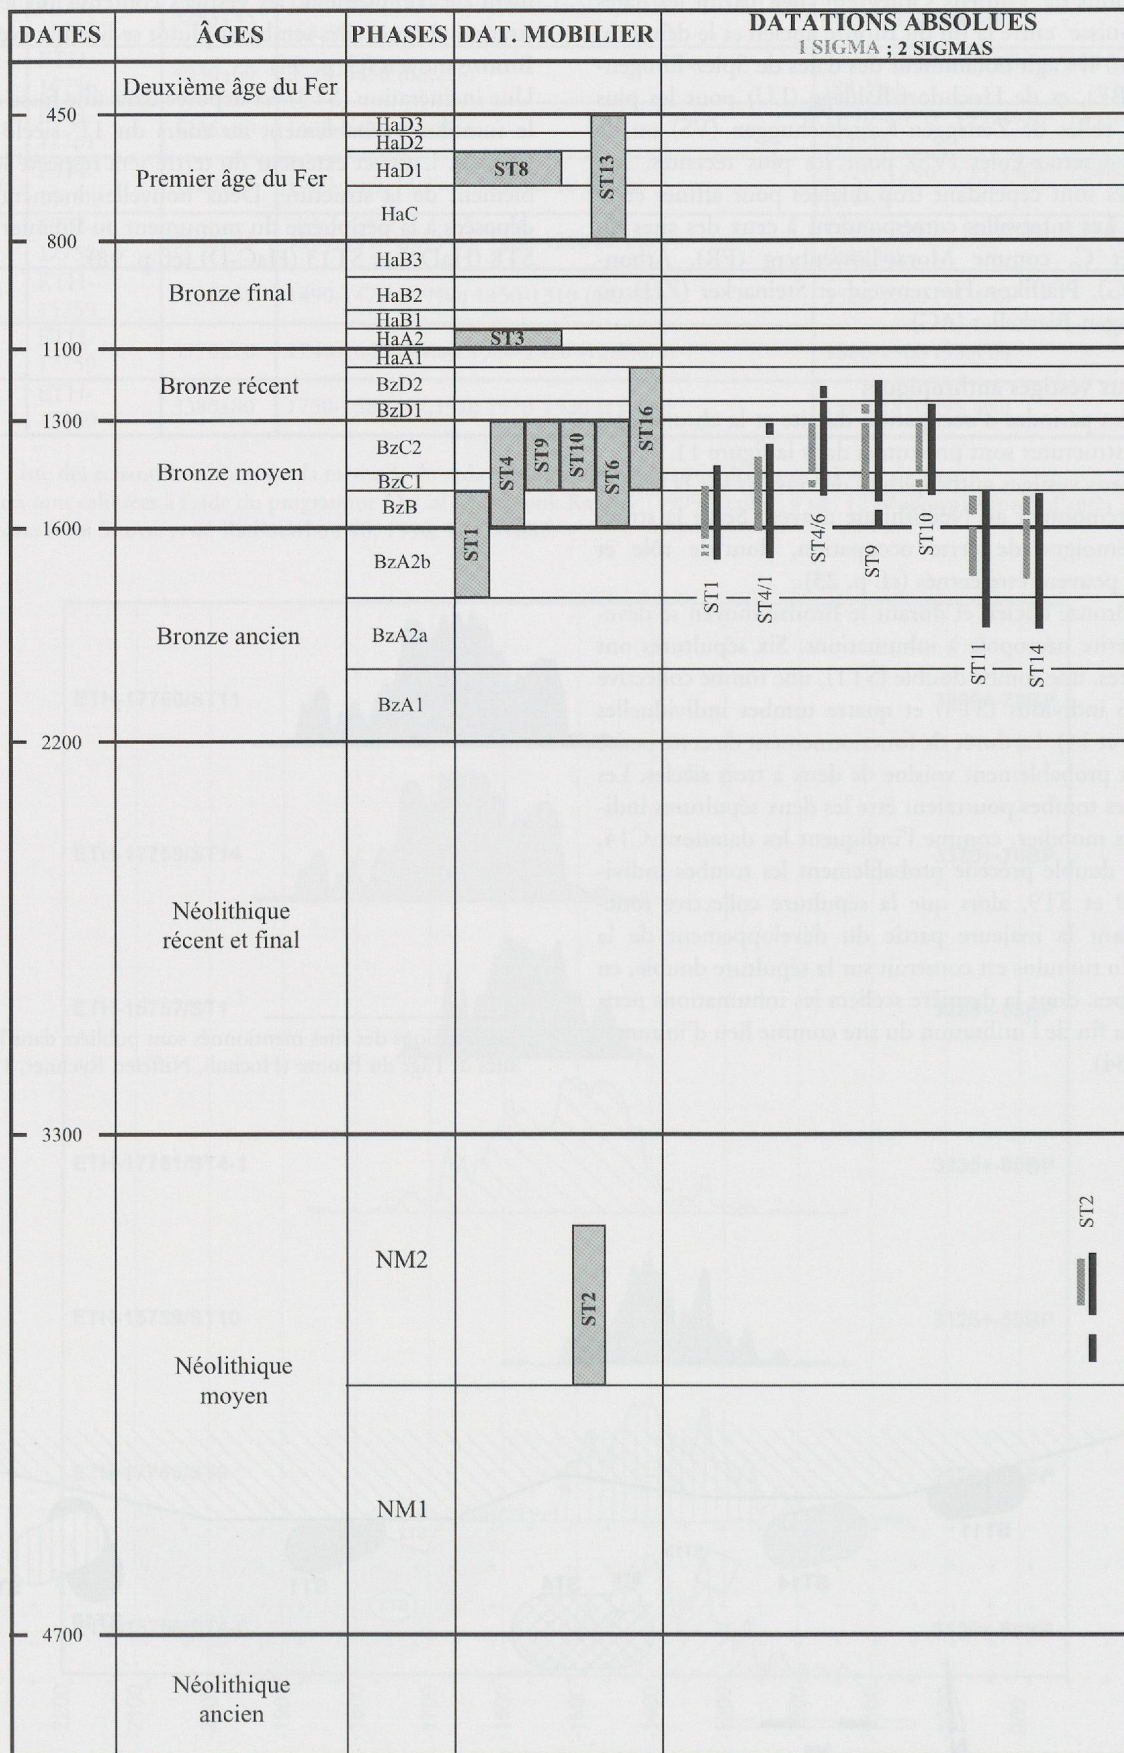 DATES ÂGES PHASES DAT. MOBILIER DATATIONS ABSOLUES
1 SIGMA ; 2 SIGMAS
Deuxième âge du Fer
450
HaD3
HaD2
Premier âge du Fer
HaD1
ST8
ST13
HaC
800
HaB3
Bronze final
HaB2
HaB1
HaA2
ST3
1100
HaA1
Bronze récent
BzD2
BzD1
1300
ST16
Bronze moyen
BzC2
ST4
ST9
ST10
ST6
BzC1
BzB
1600
ST1
BzA2b
ST1
ST4/1
ST4/6
ST9
ST10
Bronze ancien
BzA2a
ST11
ST14
BzA1
2200
Néolithique
récent et final
3300
NM2
ST2
ST2
Néolithique
moyen
NM1
4700
Néolithique
ancien